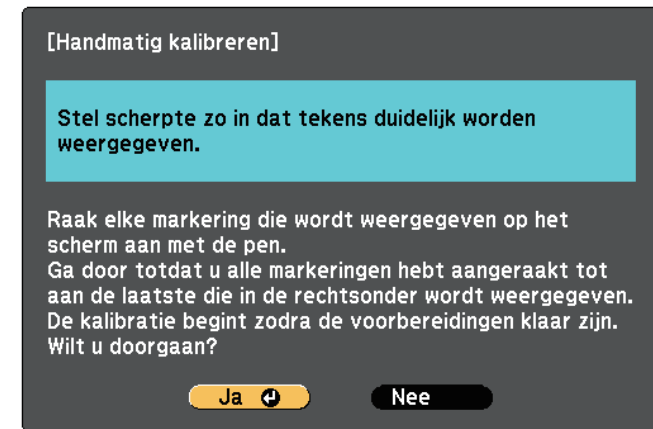 [Handmatig kalibreren]
Stel scherpte zo in dat tekens duidelijk worden
weergegeven.
Raak elke markering die wordt weergegeven op het
scherm aan met de pen.
Ga door totdat u alle markeringen hebt aangeraakt tot
aan de laatste die in de rechtsonder wordt weergegeven.
De kalibratie begint zodra de voorbereidingen klaar zijn.
Wilt u doorgaan?
Ja Nee